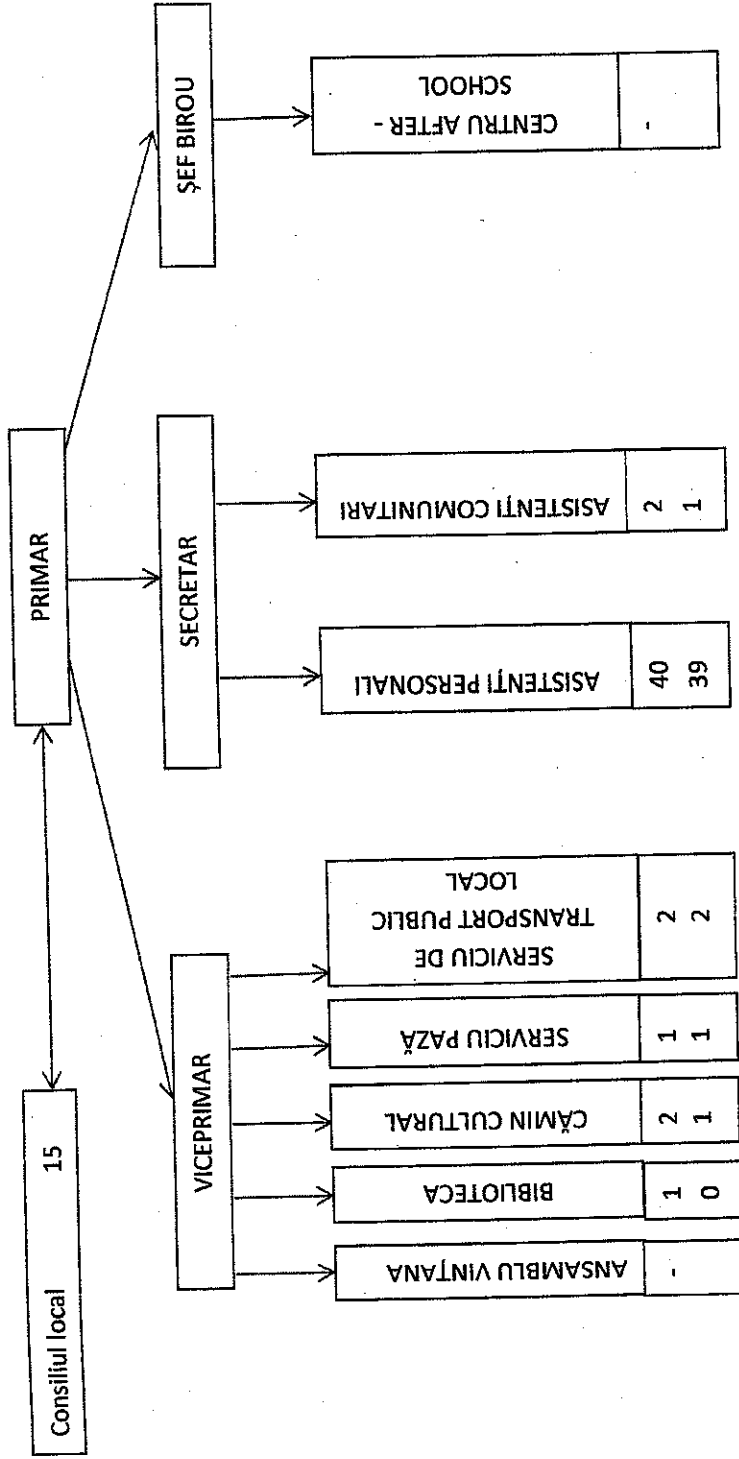 Consiliul local 15
PRIMAR
VICEPRIMAR
SECRETAR
ŞEF BIROU
ANSAMBLU VINŢANA
-
BIBLIOTECA
1
0
CĂMIN CULTURAL
2
1
SERVICIU PAZĂ
1
1
SERVICIU DE
TRANSPORT PUBLIC
LOCAL
2
2
ASISTENŢI PERSONALI
40
39
ASISTENŢI COMUNITARI
2
1
CENTRU AFTER -
SCHOOL
-